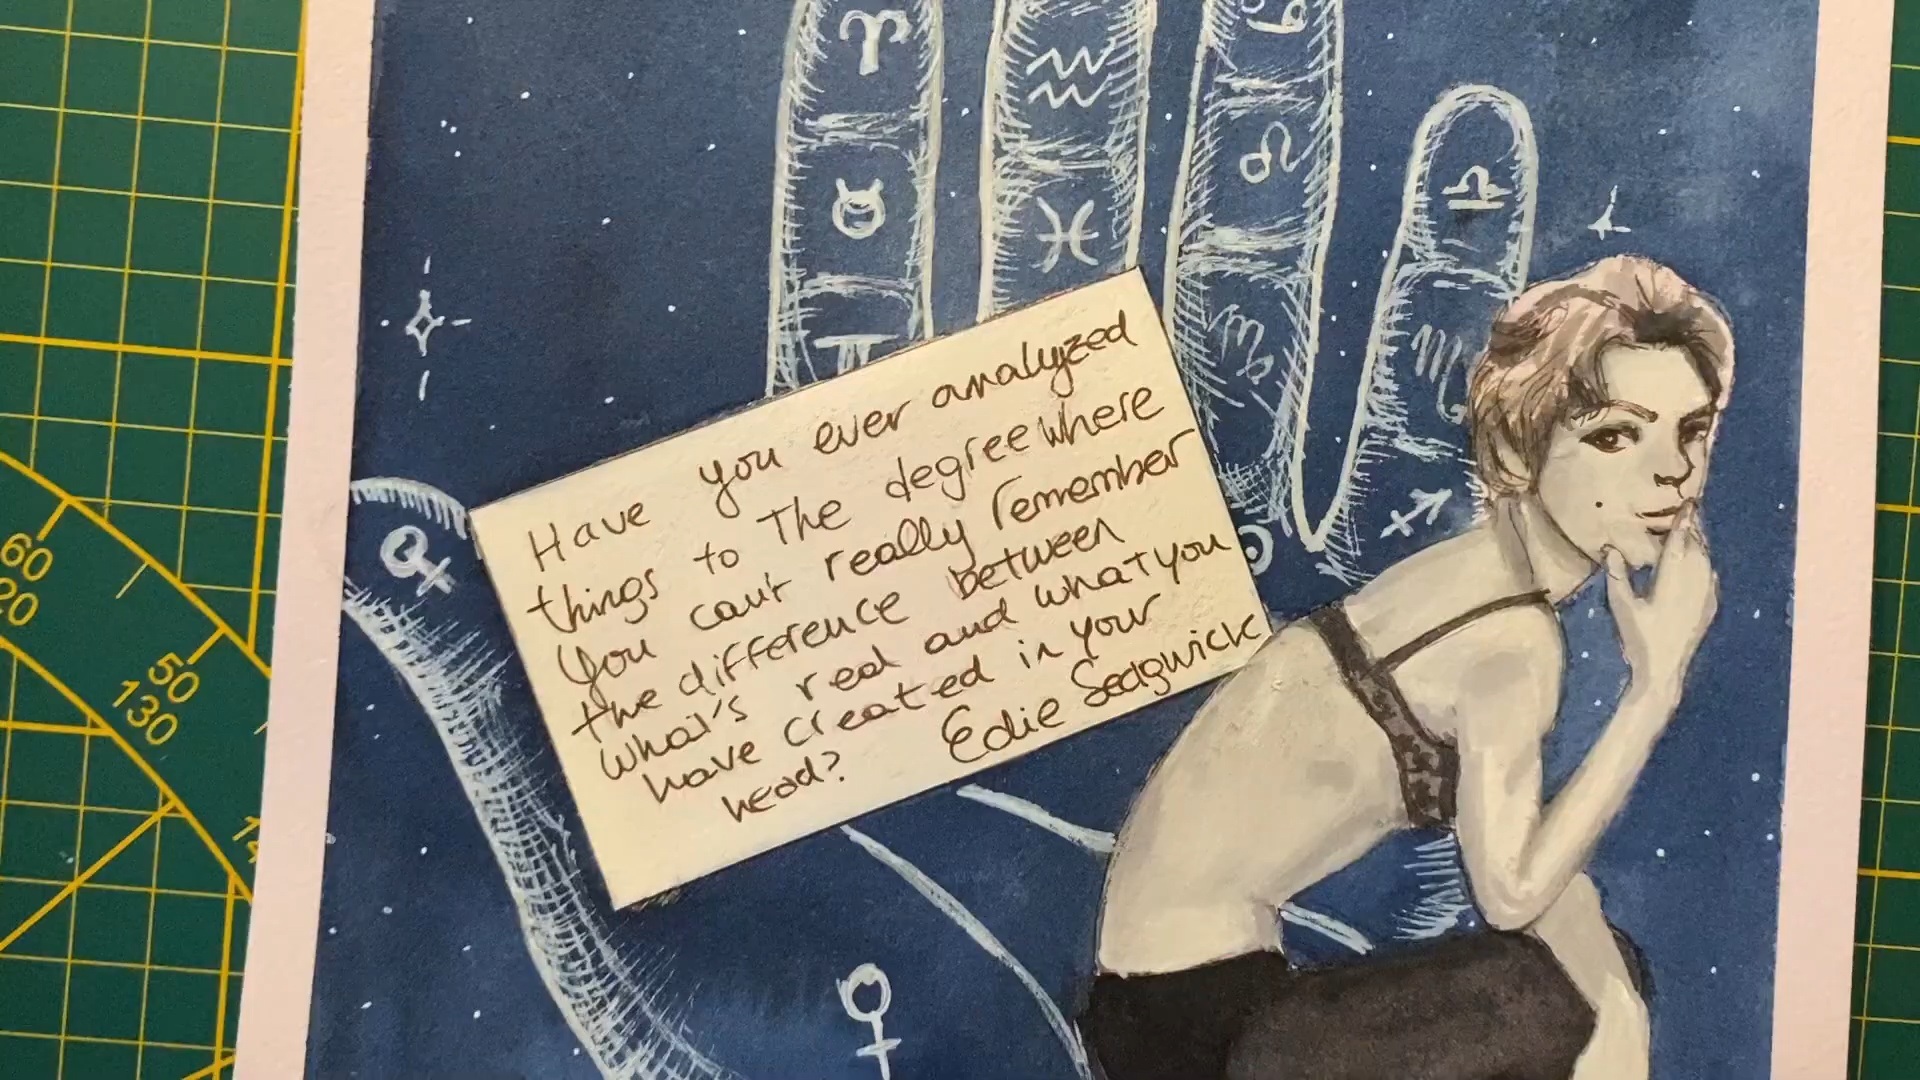 Have you ever analyzed
things to The degree where
you can't really remember
the difference between
what's real and what you
have created in your
head?
Edie Sedgwick
60
20
50
130